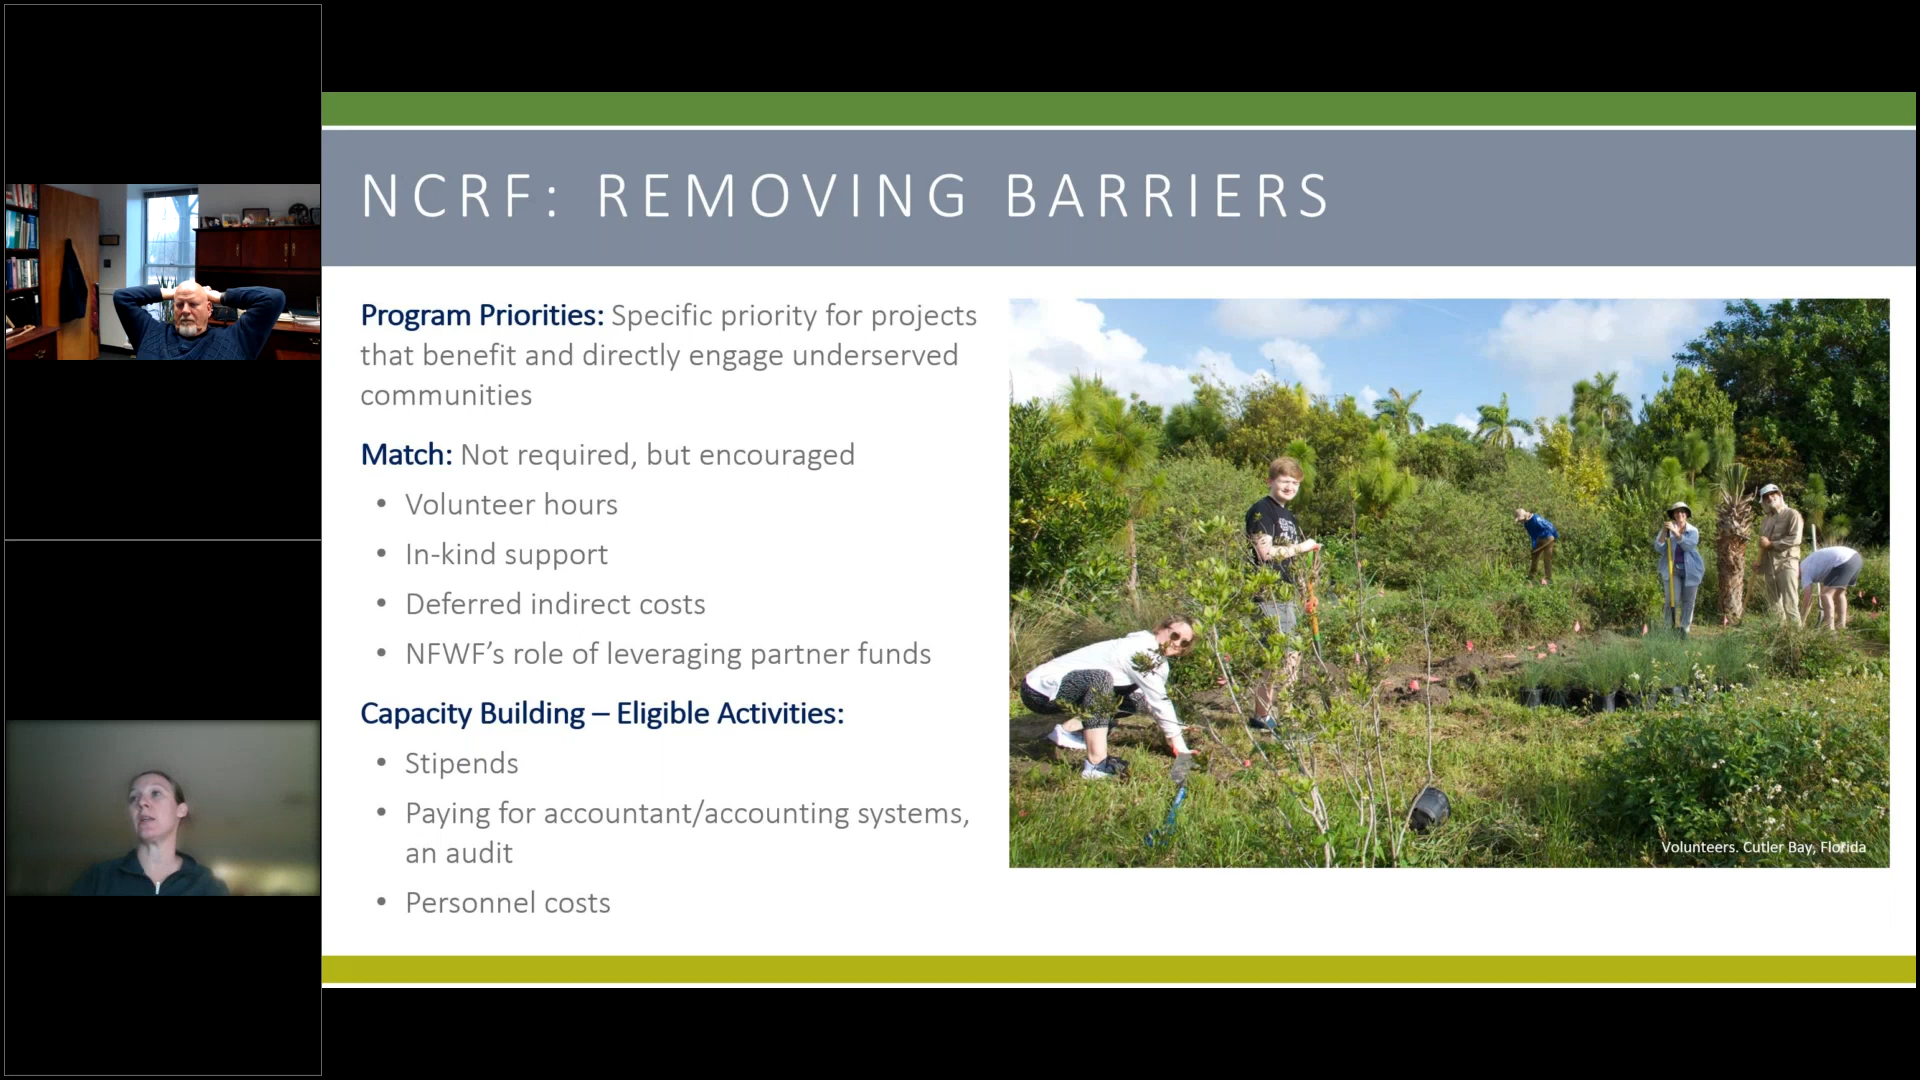 NCRF: REMOVING BARRIERS
Program Priorities: Specific priority for projects
that benefit and directly engage underserved
communities
Match: Not required, but encouraged
• Volunteer hours
• In-kind support
• Deferred indirect costs
• NFWF’s role of leveraging partner funds
Capacity Building – Eligible Activities:
• Stipends
• Paying for accountant/accounting systems,
an audit
• Personnel costs
Volunteers. Cutler Bay, Florida